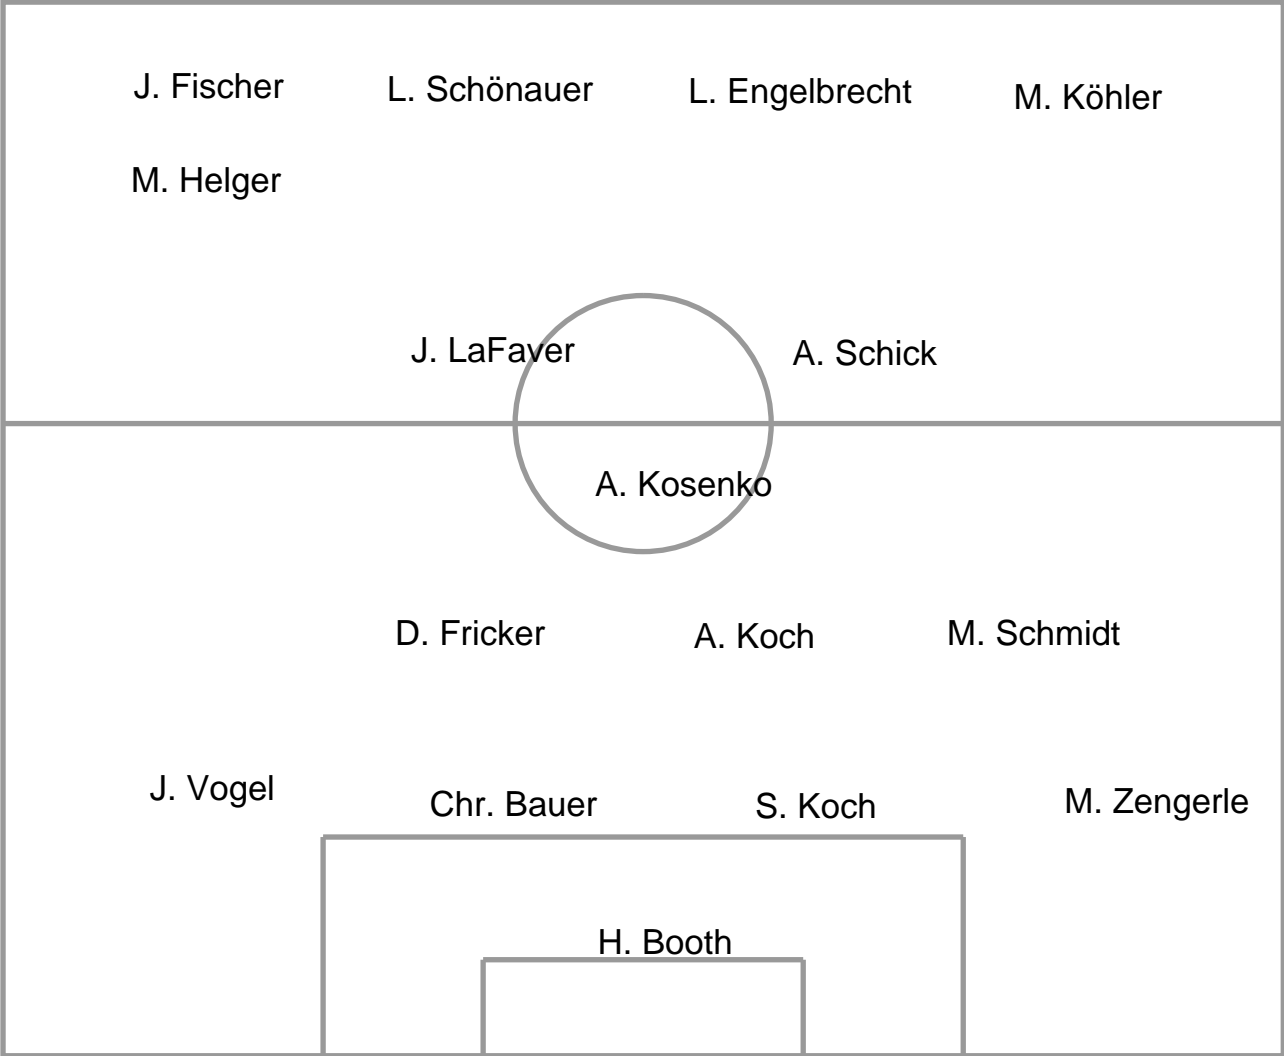 J. Fischer
L. Schönauer
L. Engelbrecht
M. Köhler
M. Helger
J. LaFaver
A. Schick
A. Kosenko
D. Fricker
A. Koch
M. Schmidt
J. Vogel
Chr. Bauer
S. Koch
M. Zengerle
H. Booth